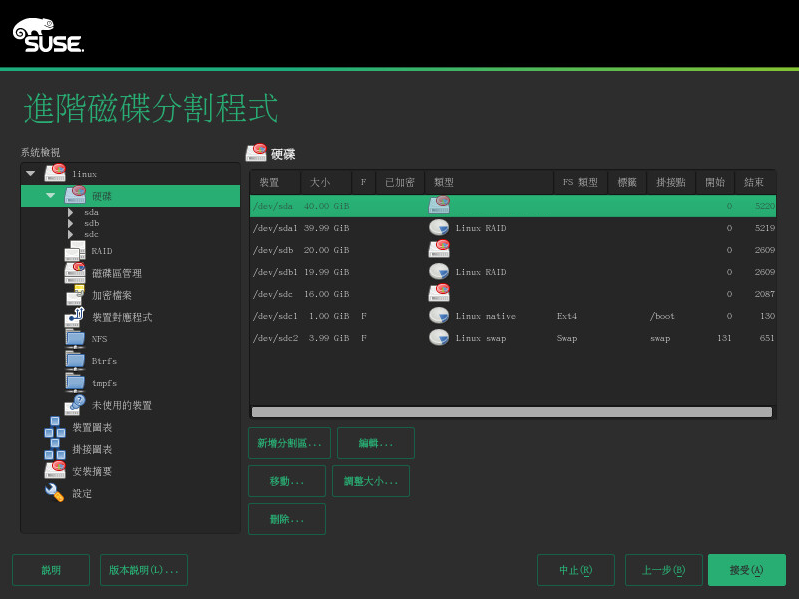 SUSE
進階磁碟分割程式
系統檢視
硬碟
linux
硬碟
sda
sdb
sdc
RAID
磁碟區管理
加密檔案
裝置對應程式
NFS
Btrfs
tmpfs
未使用的裝置
裝置圖表
掛接圖表
安裝摘要
設定
裝置 大小 F 已加密 類型 FS 類型 標籤 掛接點 開始 結束
/dev/sda 40.00 GiB 0 5220
/dev/sda1 39.99 GiB Linux RAID 0 5219
/dev/sdb 20.00 GiB 0 2609
/dev/sdb1 19.99 GiB Linux RAID 0 2609
/dev/sdc 16.00 GiB 0 2087
/dev/sdc1 1.00 GiB F Linux native Ext4 /boot 0 130
/dev/sdc2 3.99 GiB F Linux swap Swap swap 131 651
新增分割區... 編輯...
移動... 調整大小...
刪除...
說明 版本說明(L)... 中止(R) 上一步(B) 接受(A)